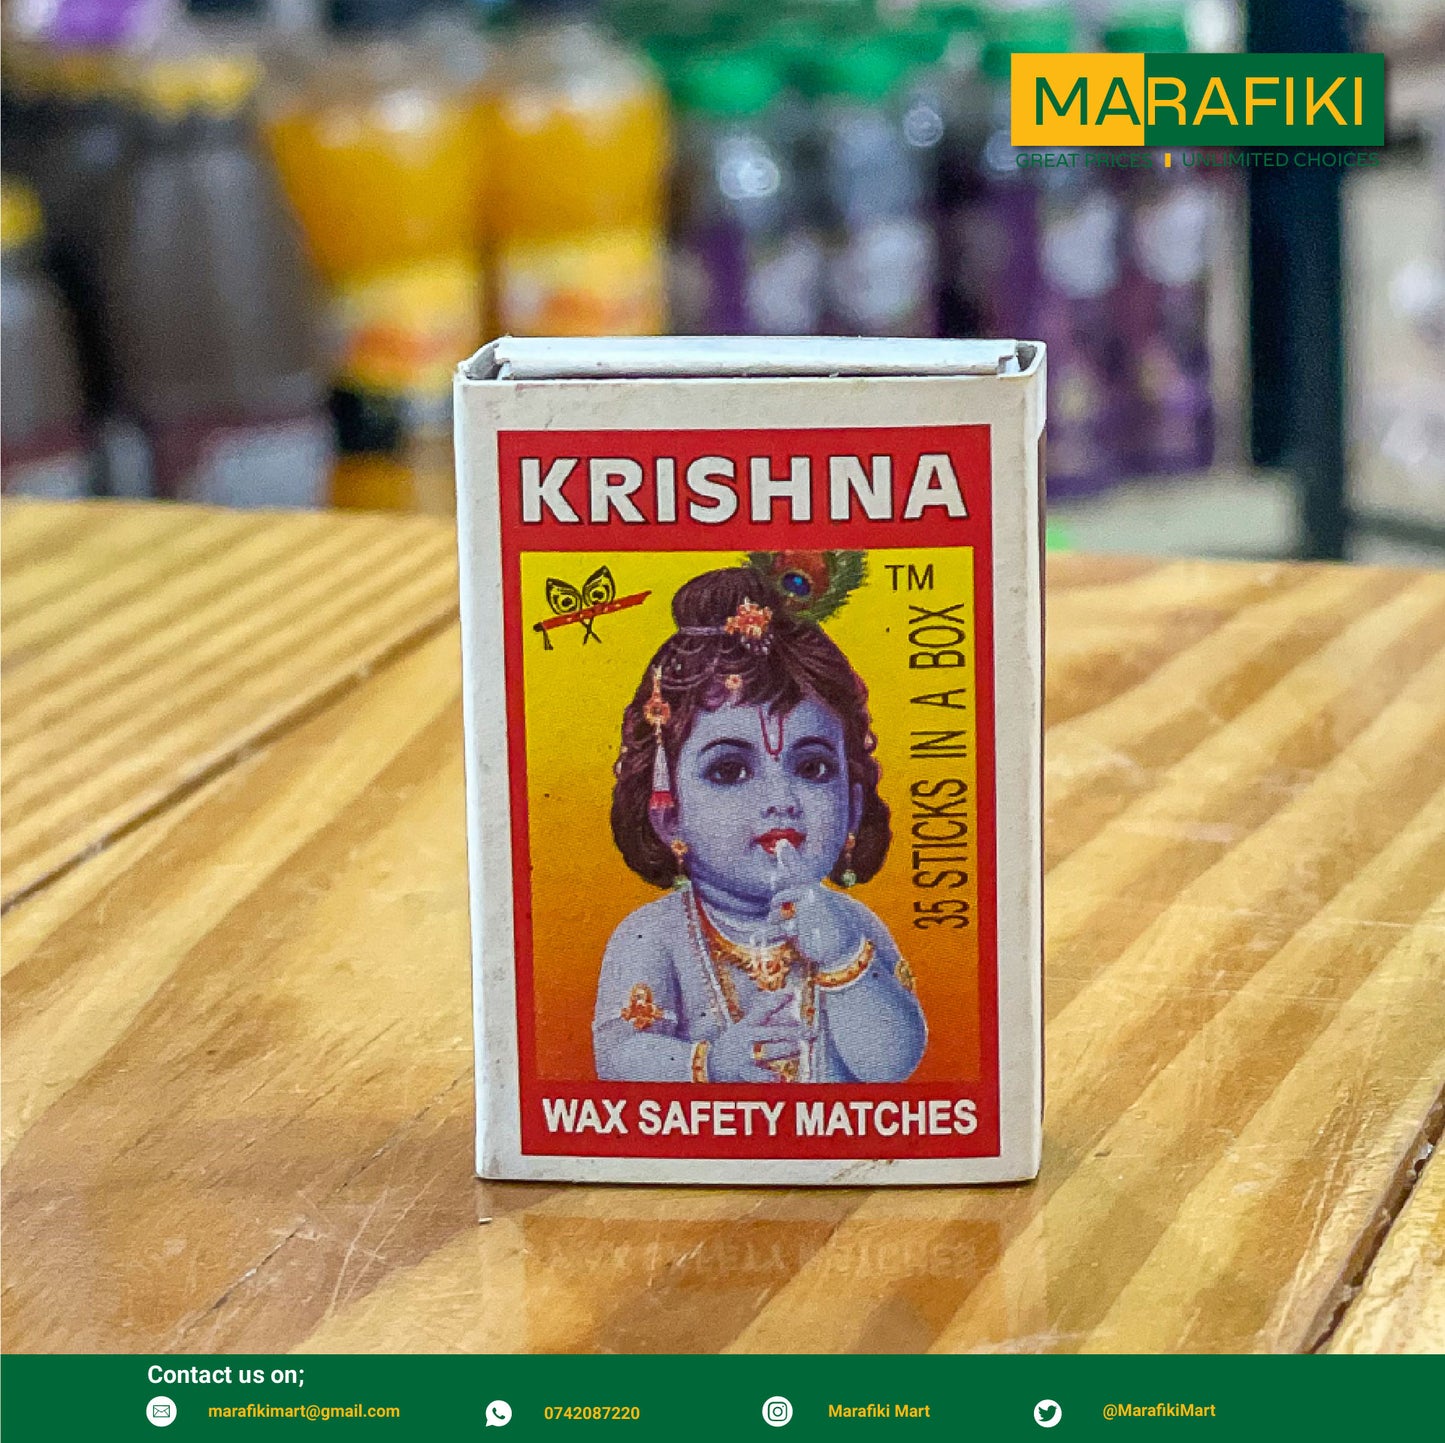 MARAFIKI
GREAT PRICES UNLIMITED CHOICES
KRISHNA
TM
35 STICKS IN A BOX
WAX SAFETY MATCHES
Contact us on;
marafikimart@gmail.com
0742087220
Marafiki Mart
@MarafikiMart